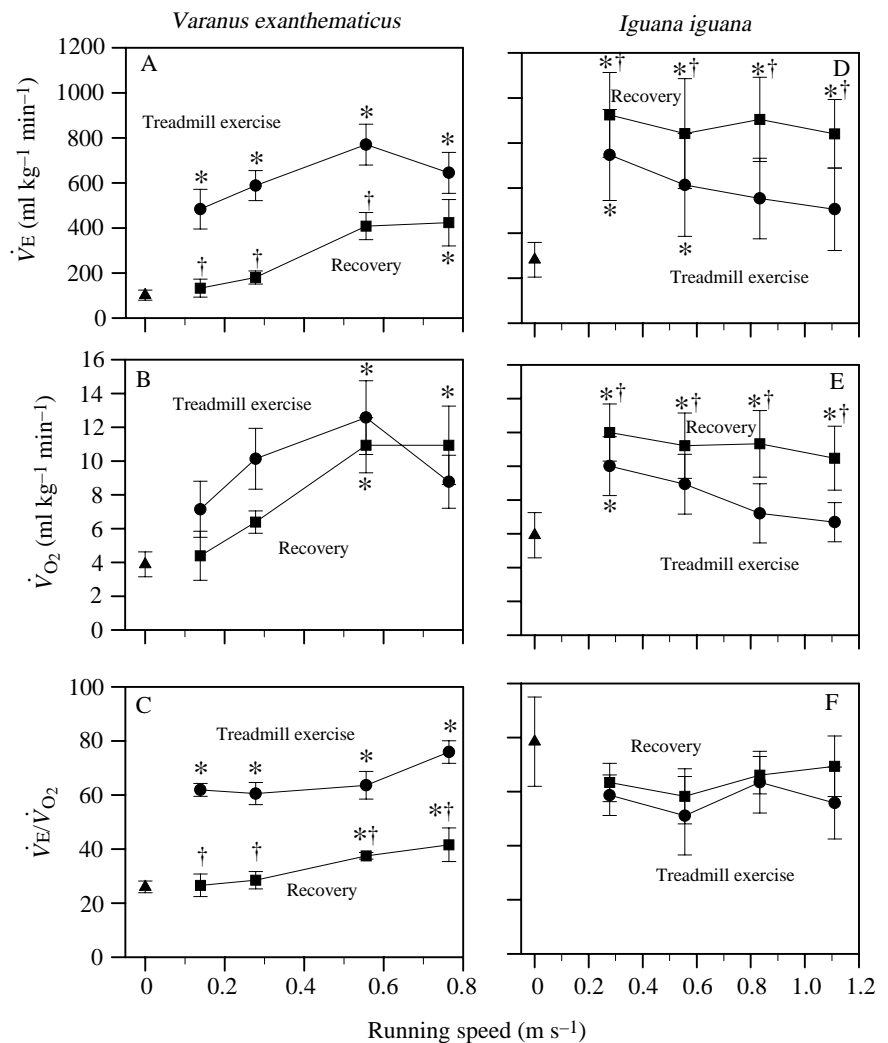 Varanus exanthematicus
Iguana iguana
A
1200
1000
800
600
400
200
0
V̇E (ml kg−1 min−1)
Treadmill exercise
Recovery
* * * *
† † †
*
D
*† *† *† *†
Recovery
* *
Treadmill exercise
B
16
14
12
10
8
6
4
2
0
V̇O2 (ml kg−1 min−1)
Treadmill exercise
* *
*
Recovery
E
*† *† *† *†
Recovery
*
Treadmill exercise
C
100
80
60
40
20
0
V̇E/V̇O2
Treadmill exercise
* * * *
† † *† *†
Recovery
F
Recovery
Treadmill exercise
0 0.2 0.4 0.6 0.8
0 0.2 0.4 0.6 0.8 1.0 1.2
Running speed (m s−1)